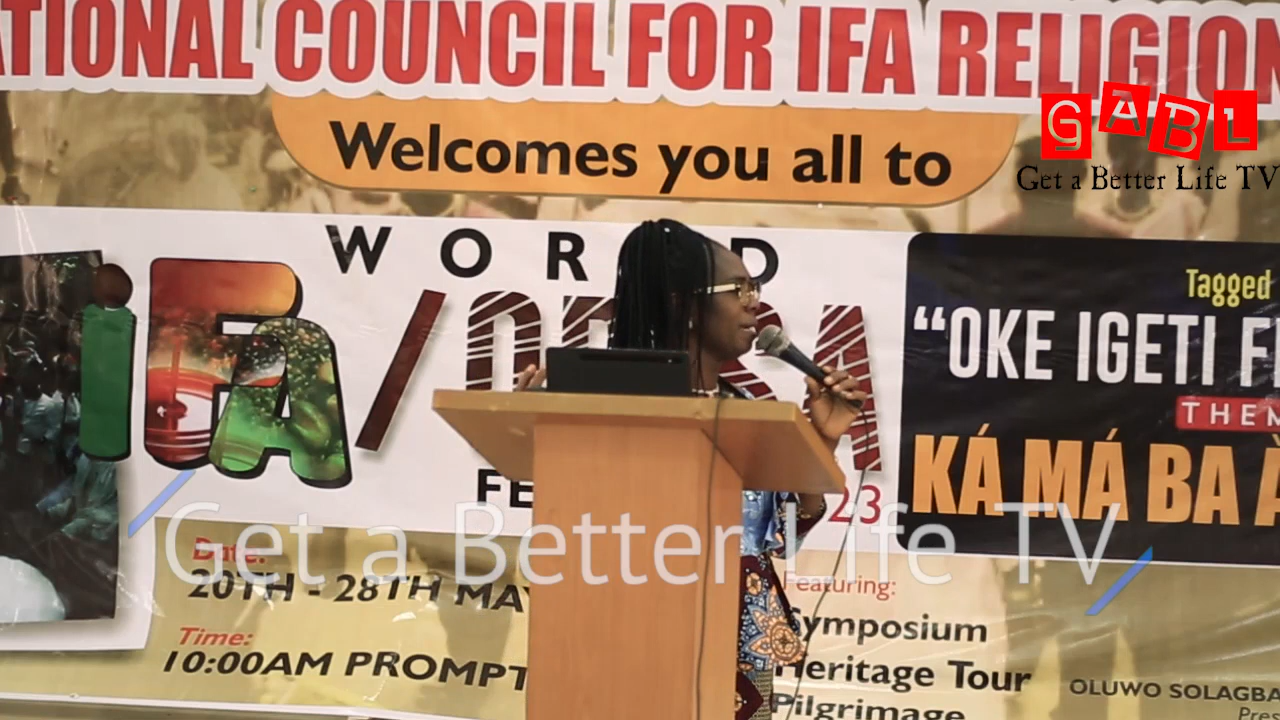 ATIONAL COUNCIL FOR IFA RELIGION
GABL
Get a Better Life TV
Welcomes you all to
WOR D
iFA /
FE 23
Tagged
“OKE IGETI F
THEM
KÁ MÁ BA À
Get a Better Life TV
Date:
20TH - 28TH MAY
Time:
10:00AM PROMPT
Featuring:
Symposium
Heritage Tour
Pilgrimage
OLUWO SOLAGBA
Pres